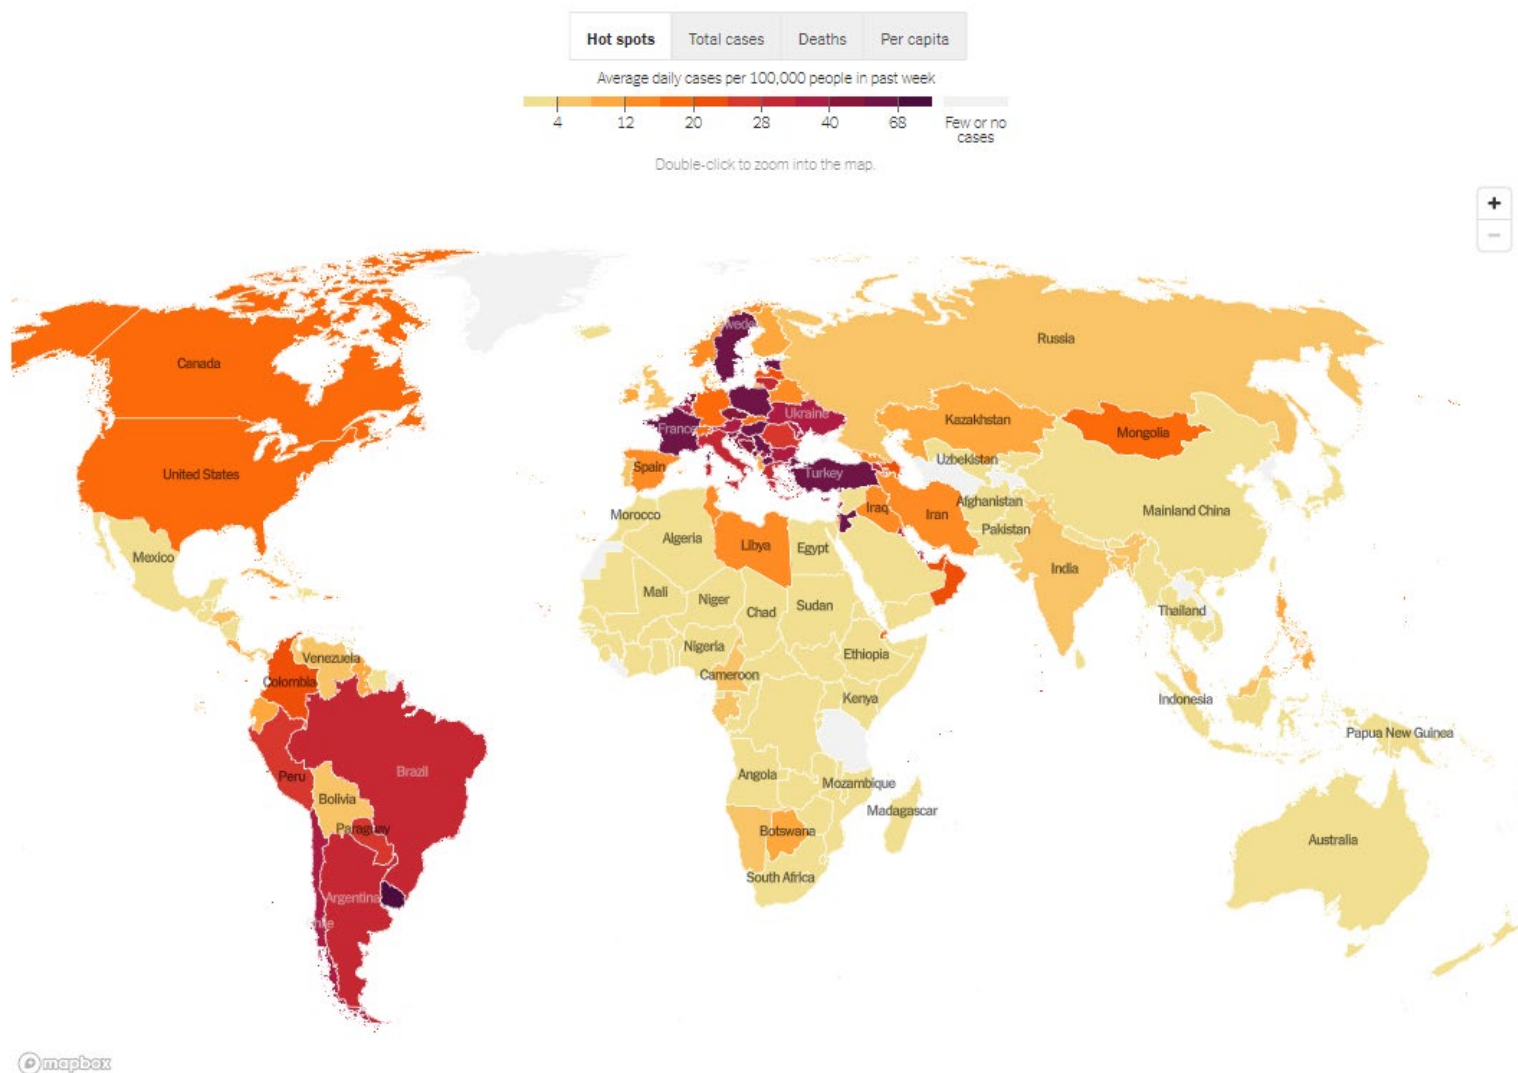 Hot spots Total cases Deaths Per capita
Average daily cases per 100,000 people in past week
4 12 20 28 40 68 Few or no
cases
Double-click to zoom into the map.
+
−
Canada
United States
Mexico
Venezuela
Colombia
Peru
Brazil
Bolivia
Paraguay
Argentina
France
Ukraine
Spain
Turkey
Russia
Kazakhstan
Mongolia
Uzbekistan
Afghanistan
Mainland China
Iraq
Iran
Pakistan
India
Thailand
Morocco
Algeria
Libya
Egypt
Mali
Niger
Chad
Sudan
Nigeria
Ethiopia
Cameroon
Kenya
Indonesia
Papua New Guinea
Angola
Mozambique
Madagascar
Botswana
South Africa
Australia
mapbox